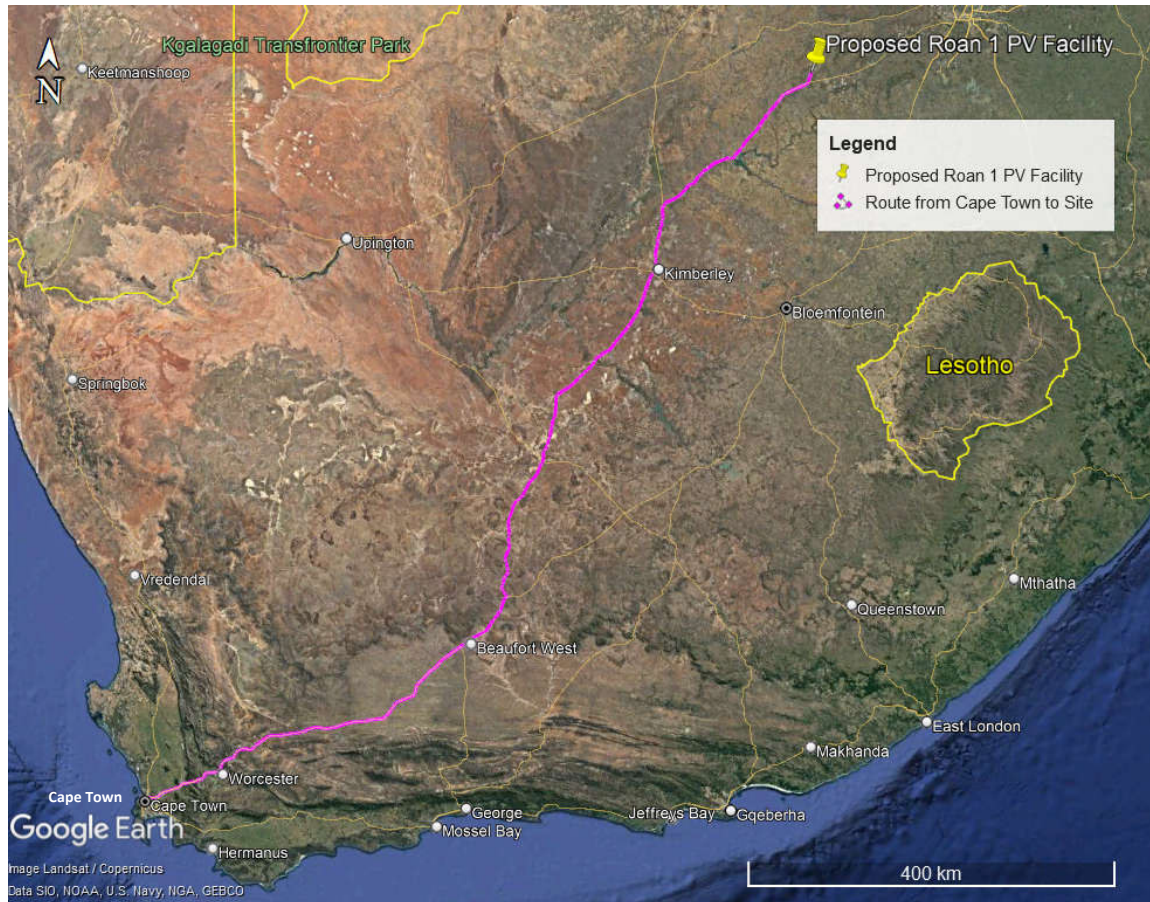 Kgalagadi Transfrontier Park
Proposed Roan 1 PV Facility
Keetmanshoop
N
Legend
Proposed Roan 1 PV Facility
Route from Cape Town to Site
Upington
Kimberley
Bloemfontein
Lesotho
Springbok
Vredendal
Mthatha
Queenstown
Beaufort West
East London
Makhanda
Worcester
Cape Town
Cape Town
George
Jeffreys Bay
Gqeberha
Mossel Bay
Google Earth
Hermanus
Image Landsat / Copernicus
400 km
Data SIO, NOAA, U.S. Navy, NGA, GEBCO